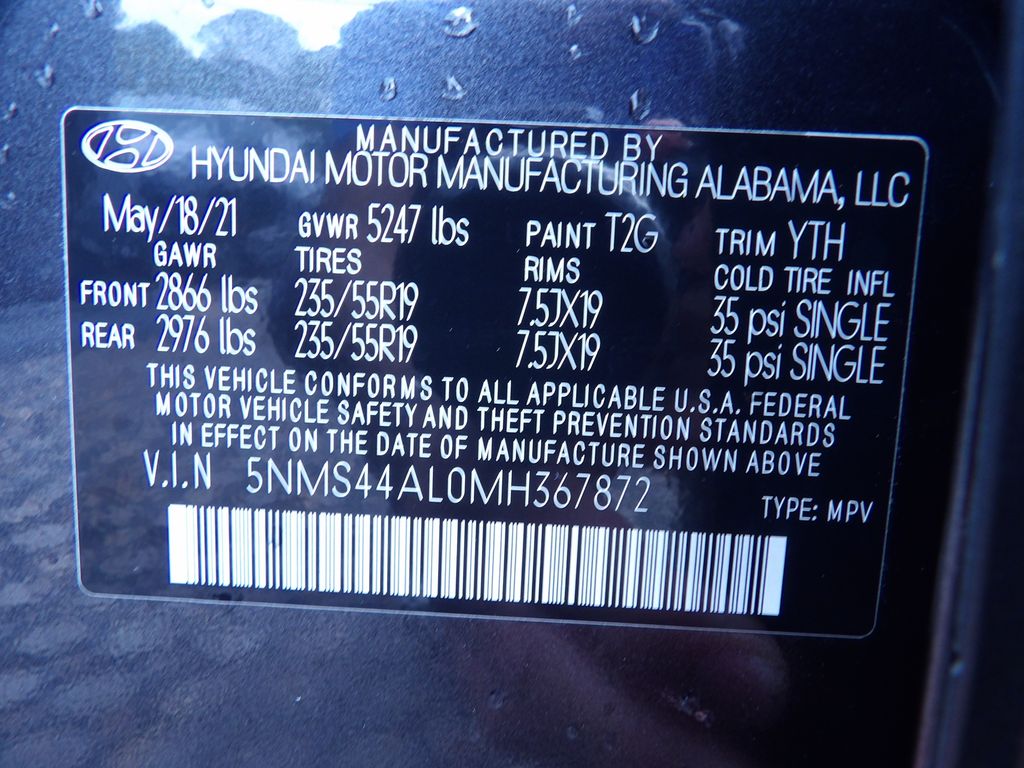 MANUFACTURED BY
HYUNDAI MOTOR MANUFACTURING ALABAMA, LLC
May/18/21 GVWR 5247 lbs PAINT T2G TRIM YTH
GAWR TIRES RIMS COLD TIRE INFL
FRONT 2866 lbs 235/55R19 7.5JX19 35 psi SINGLE
REAR 2976 lbs 235/55R19 7.5JX19 35 psi SINGLE
THIS VEHICLE CONFORMS TO ALL APPLICABLE U.S.A. FEDERAL
MOTOR VEHICLE SAFETY AND THEFT PREVENTION STANDARDS
IN EFFECT ON THE DATE OF MANUFACTURE SHOWN ABOVE
V.I.N 5NMS44AL0MH367872 TYPE: MPV